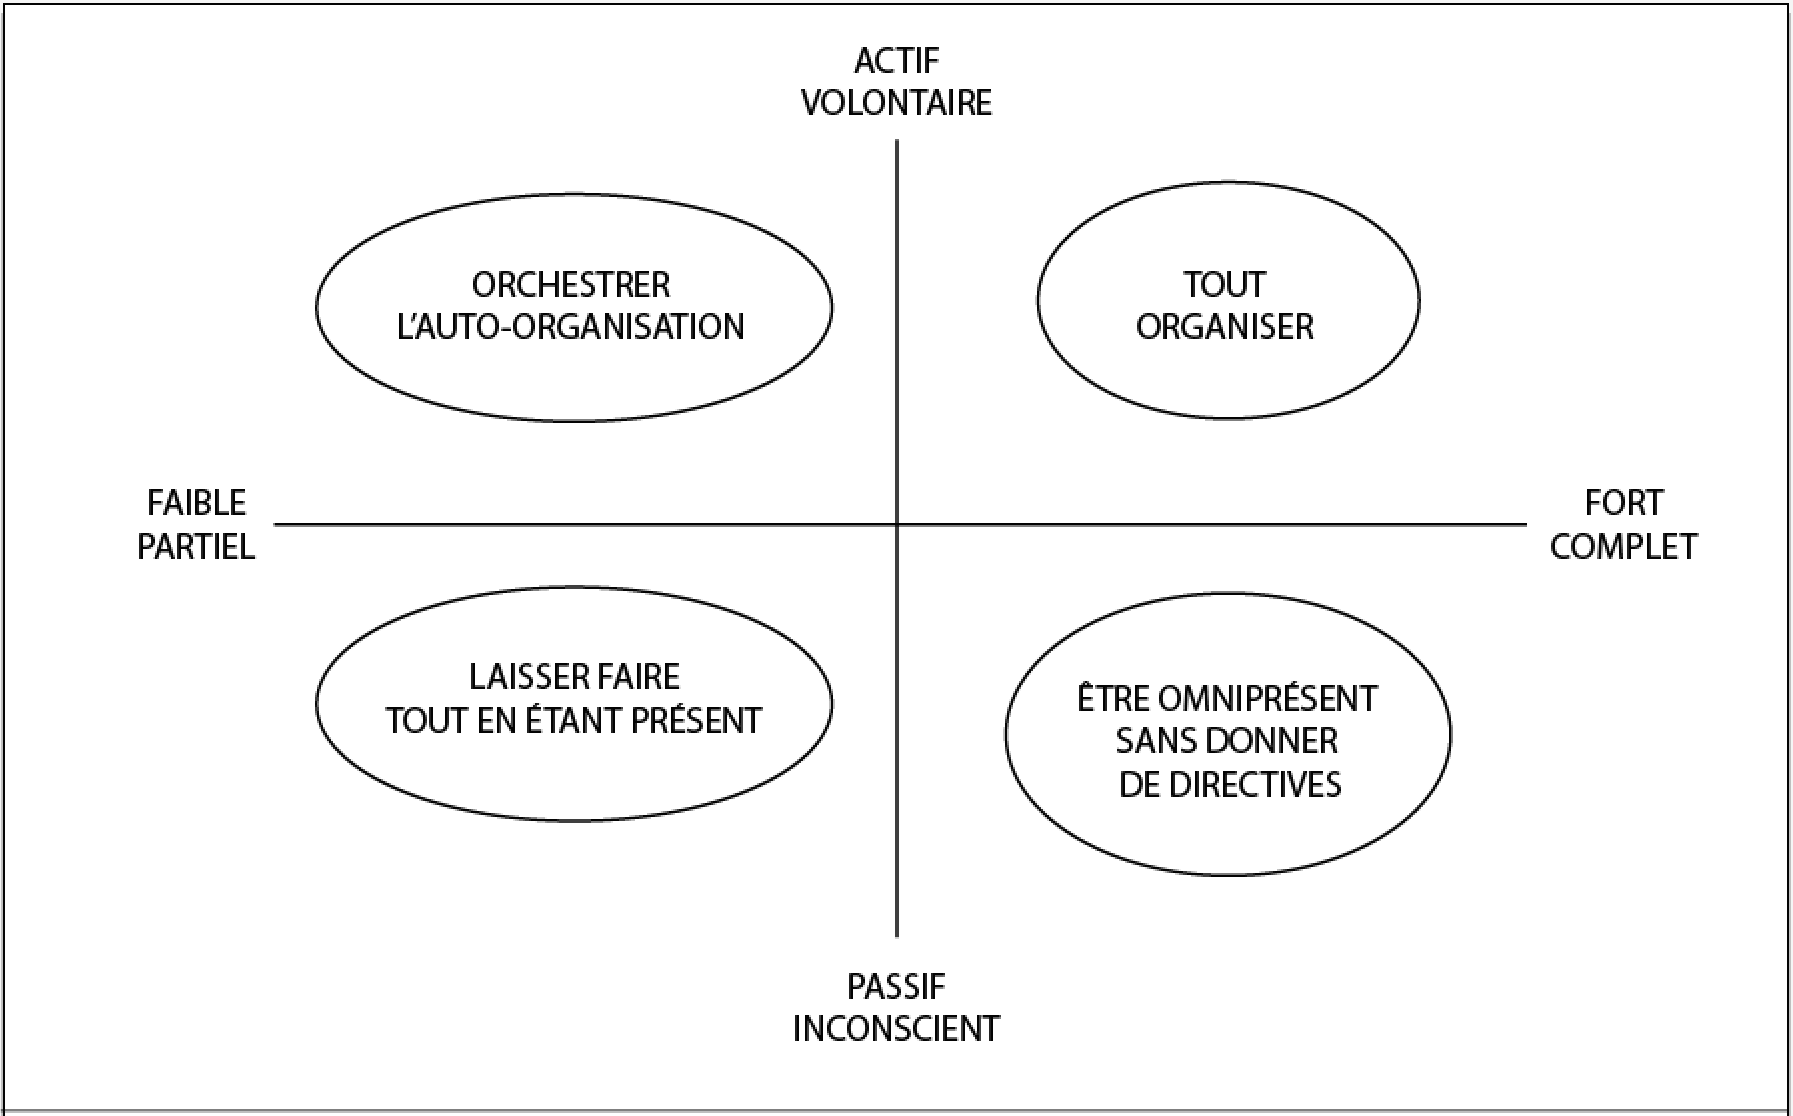 ACTIF
VOLONTAIRE
ORCHESTRER
L'AUTO-ORGANISATION
TOUT
ORGANISER
FAIBLE
PARTIEL
FORT
COMPLET
LAISSER FAIRE
TOUT EN ÉTANT PRÉSENT
ÊTRE OMNIPRÉSENT
SANS DONNER
DE DIRECTIVES
PASSIF
INCONSCIENT